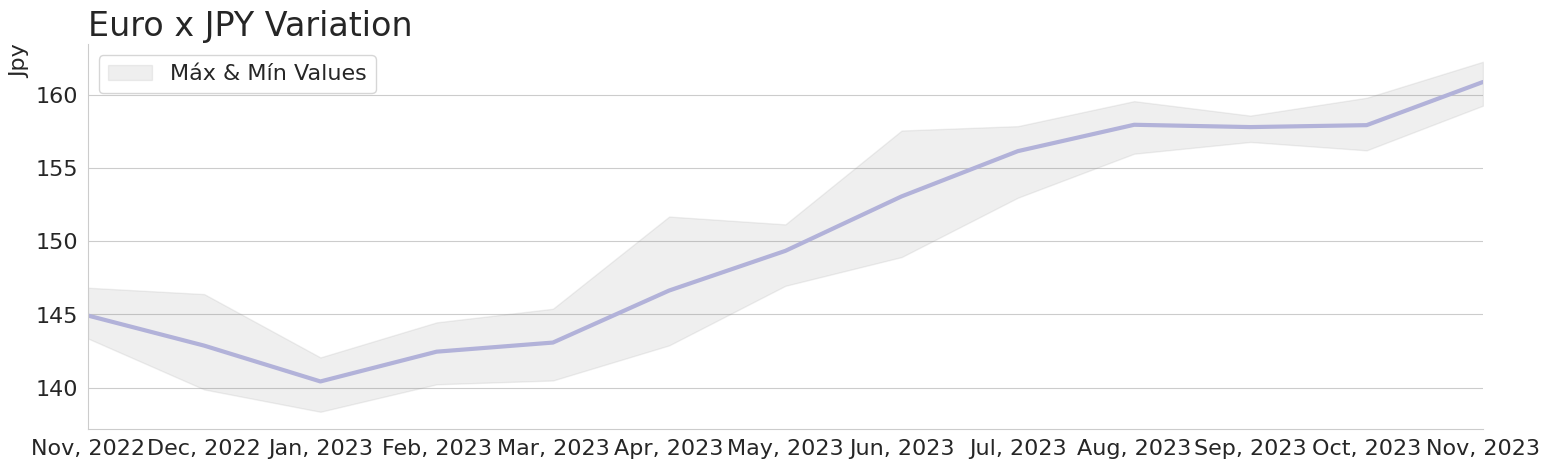 Euro x JPY Variation
Jpy
Máx & Mín Values
160
155
150
145
140
Nov, 2022 Dec, 2022 Jan, 2023 Feb, 2023 Mar, 2023 Apr, 2023 May, 2023 Jun, 2023 Jul, 2023 Aug, 2023 Sep, 2023 Oct, 2023 Nov, 2023